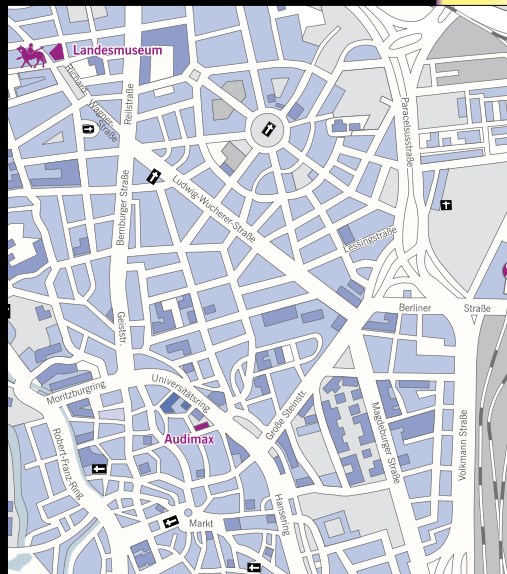 Landesmuseum
Richard-
Wagner-
straße
Reilstraße
Paracelsusstraße
Bernburger Straße
Ludwig-Wucherer-Straße
Lessingstraße
Berliner Straße
Geiststr.
Moritzburgring
Universitätsring
Audimax
Große Steinstr.
Magdeburger Straße
Volkmann Straße
Robert-Franz-Ring
Hansering
Markt